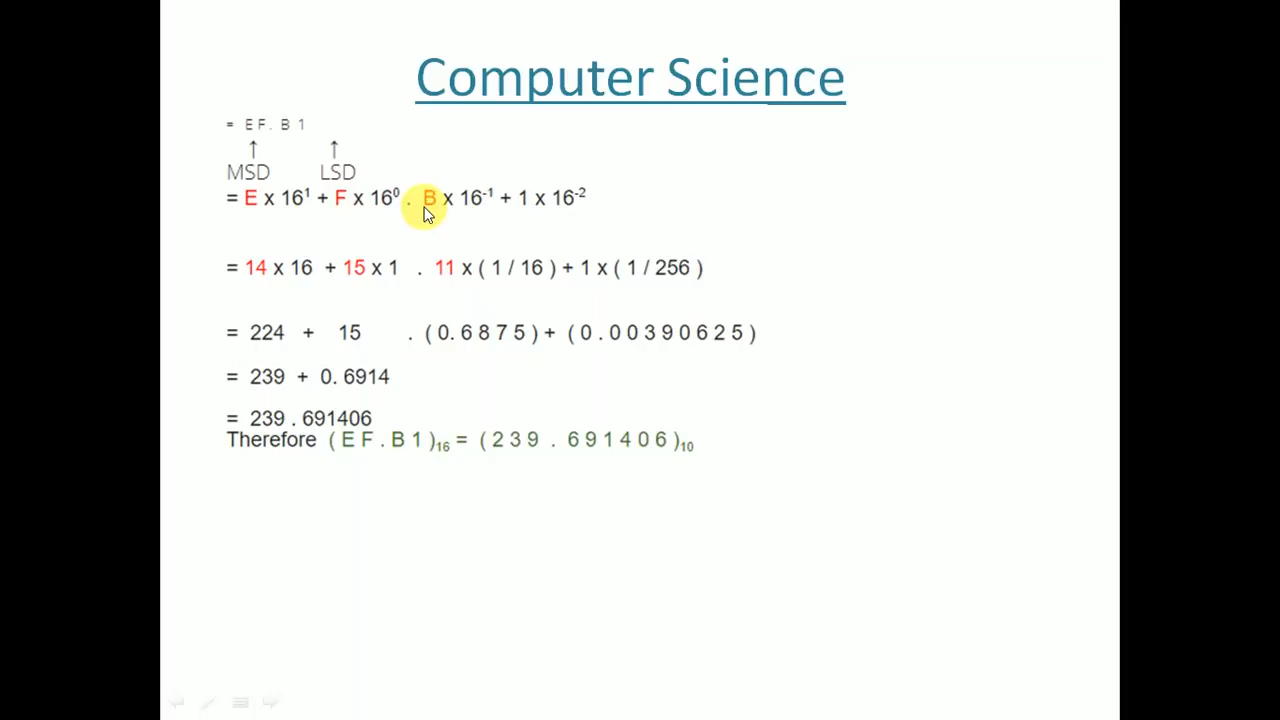 Computer Science
= E F . B 1
↑ ↑
MSD LSD
= E x 16¹ + F x 16⁰ . B x 16⁻¹ + 1 x 16⁻²
= 14 x 16 + 15 x 1 . 11 x ( 1 / 16 ) + 1 x ( 1 / 256 )
= 224 + 15 . ( 0. 6 8 7 5 ) + ( 0 . 0 0 3 9 0 6 2 5 )
= 239 + 0. 6914
= 239 . 691406
Therefore ( E F . B 1 )₁₆ = ( 2 3 9 . 6 9 1 4 0 6 )₁₀